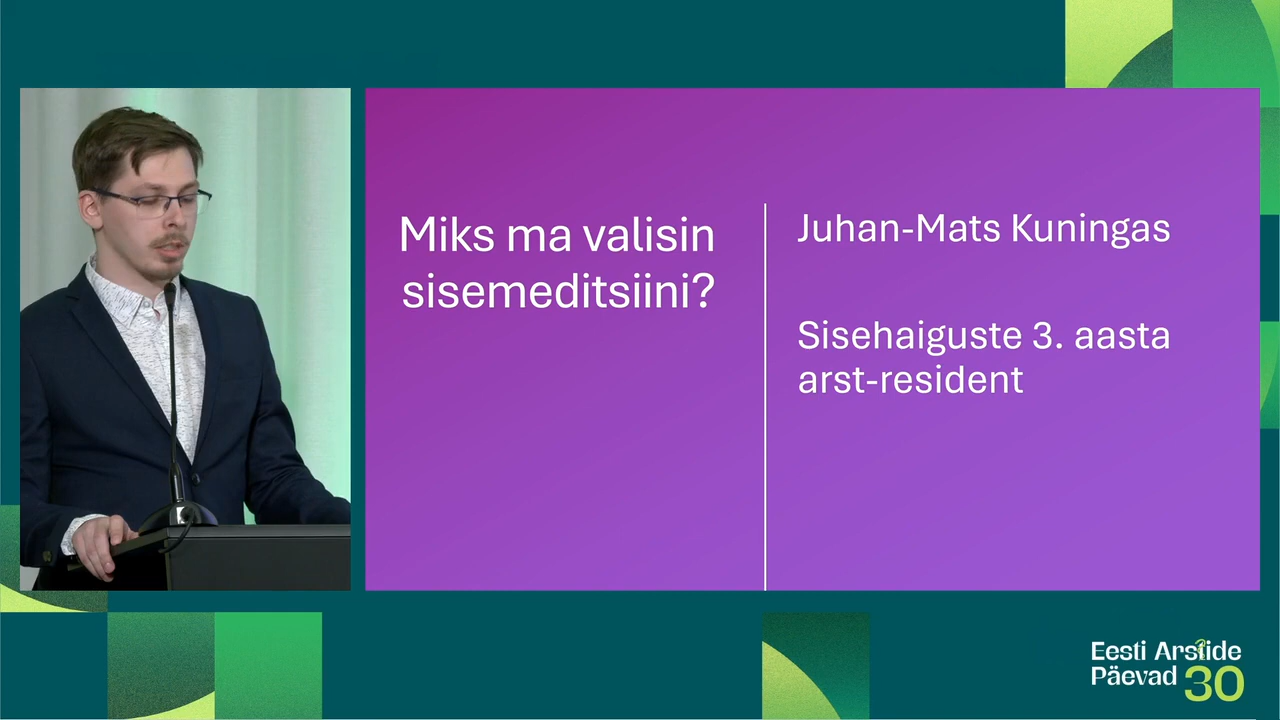 Miks ma valisin
sisemeditsiini?
Juhan-Mats Kuningas
Sisehaiguste 3. aasta
arst-resident
Eesti Arstide
Päevad 30